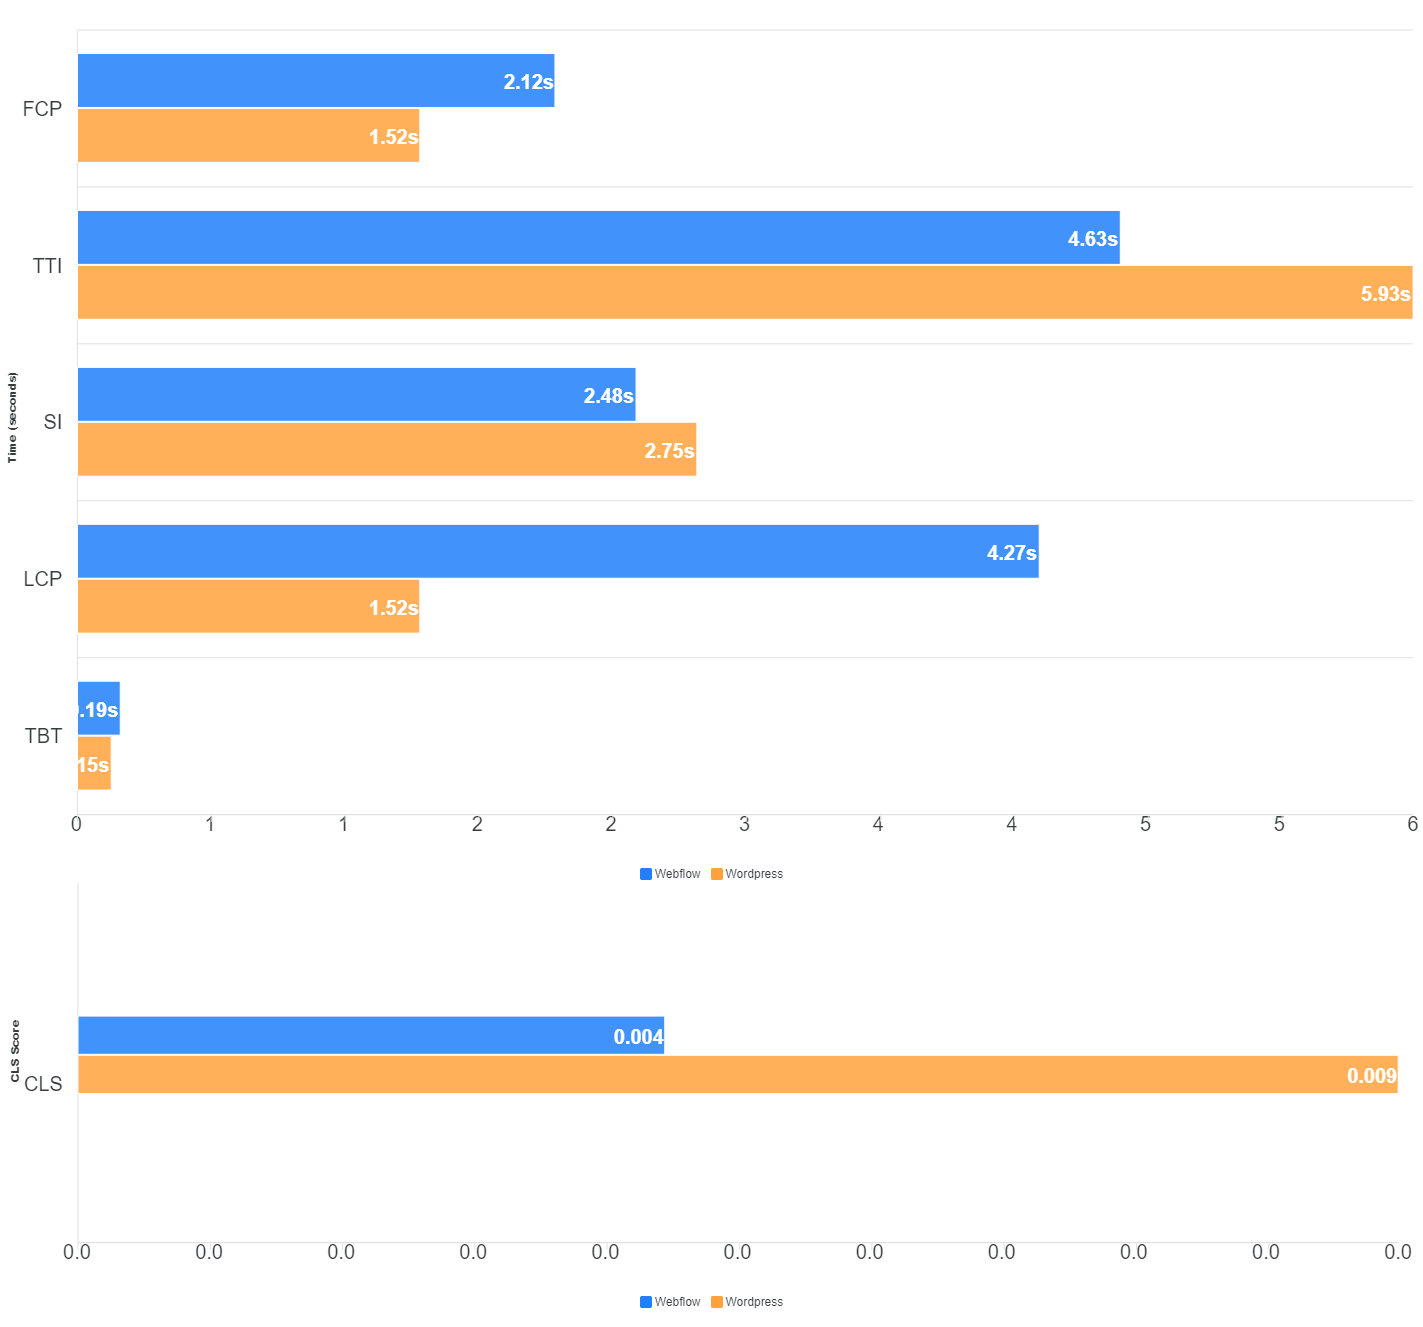 2.12s
FCP
1.52s
4.63s
TTI
5.93s
Time (seconds)
2.48s
SI
2.75s
4.27s
LCP
1.52s
.19s
TBT
15s
0 1 1 2 2 3 4 4 5 5 6
Webflow Wordpress
CLS Score
0.004
CLS
0.009
0.0 0.0 0.0 0.0 0.0 0.0 0.0 0.0 0.0 0.0 0.0
Webflow Wordpress